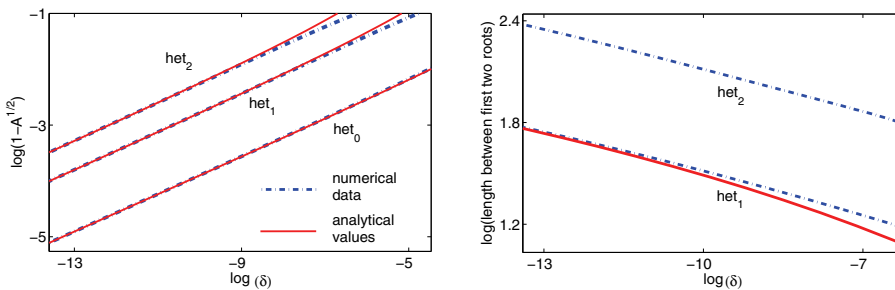 −1
−3
−5
log(1−A^1/2)
het2
het1
het0
numerical
data
analytical
values
−13
−9
−5
log (δ)
2.4
1.8
1.2
log(length between first two roots)
het2
het1
−13
−10
−7
log(δ)